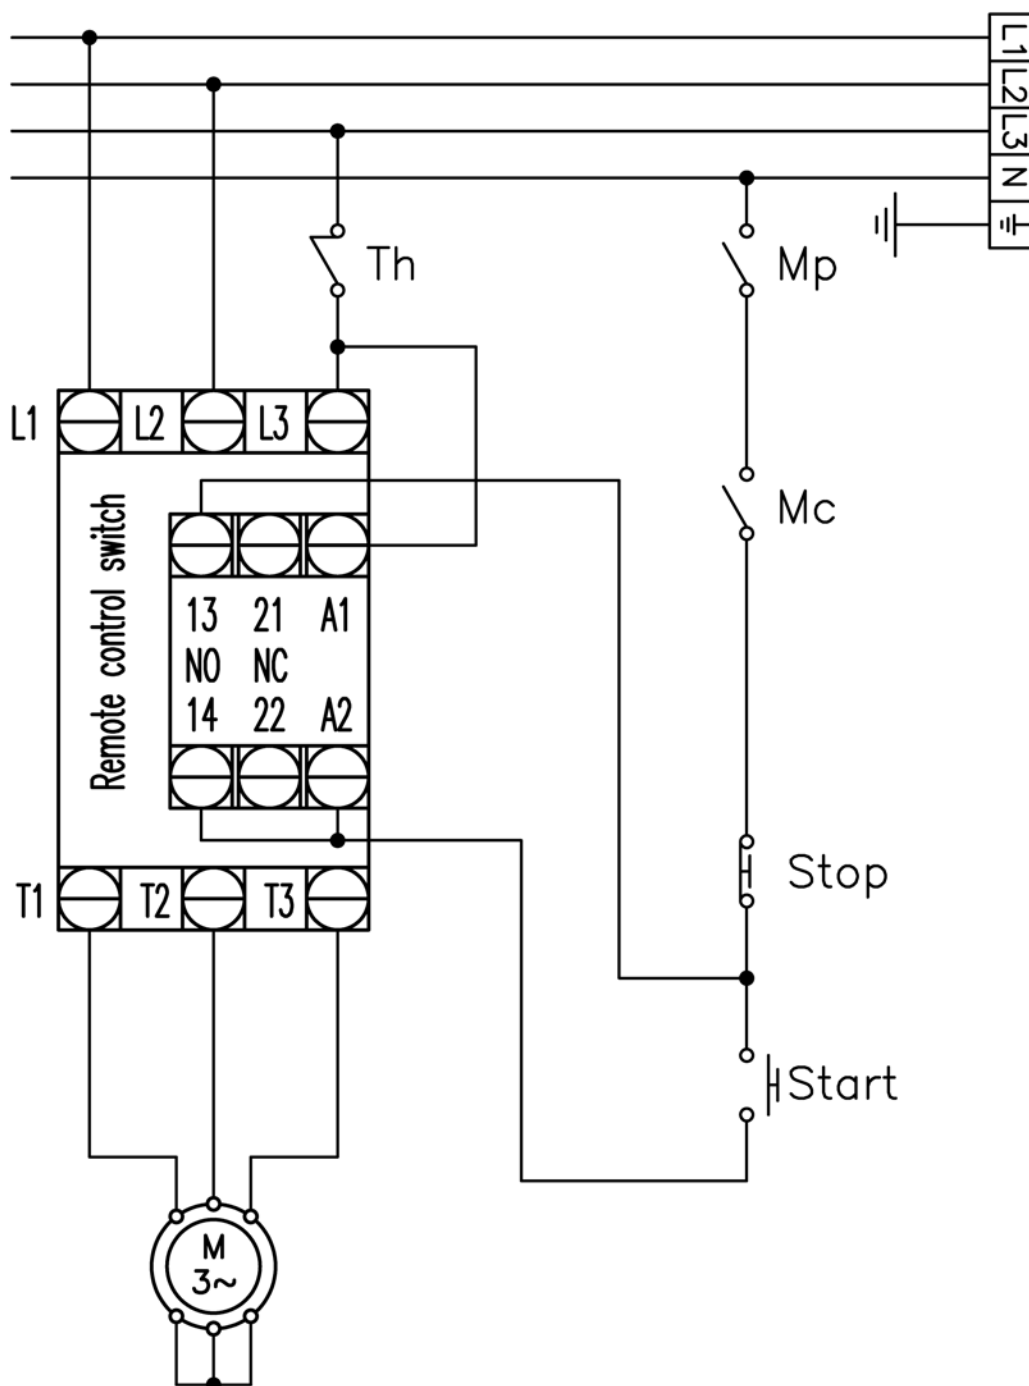 L1
L2
L3
N
Th
Mp
L1
L2
L3
Mc
Remote control switch
13 21 A1
NO NC
14 22 A2
Stop
T1
T2
T3
Start
M
3~